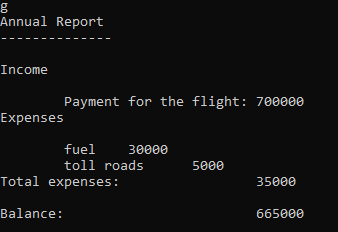 g
Annual Report
--------------
Income
Payment for the flight: 700000
Expenses
fuel 30000
toll roads 5000
Total expenses: 35000
Balance: 665000